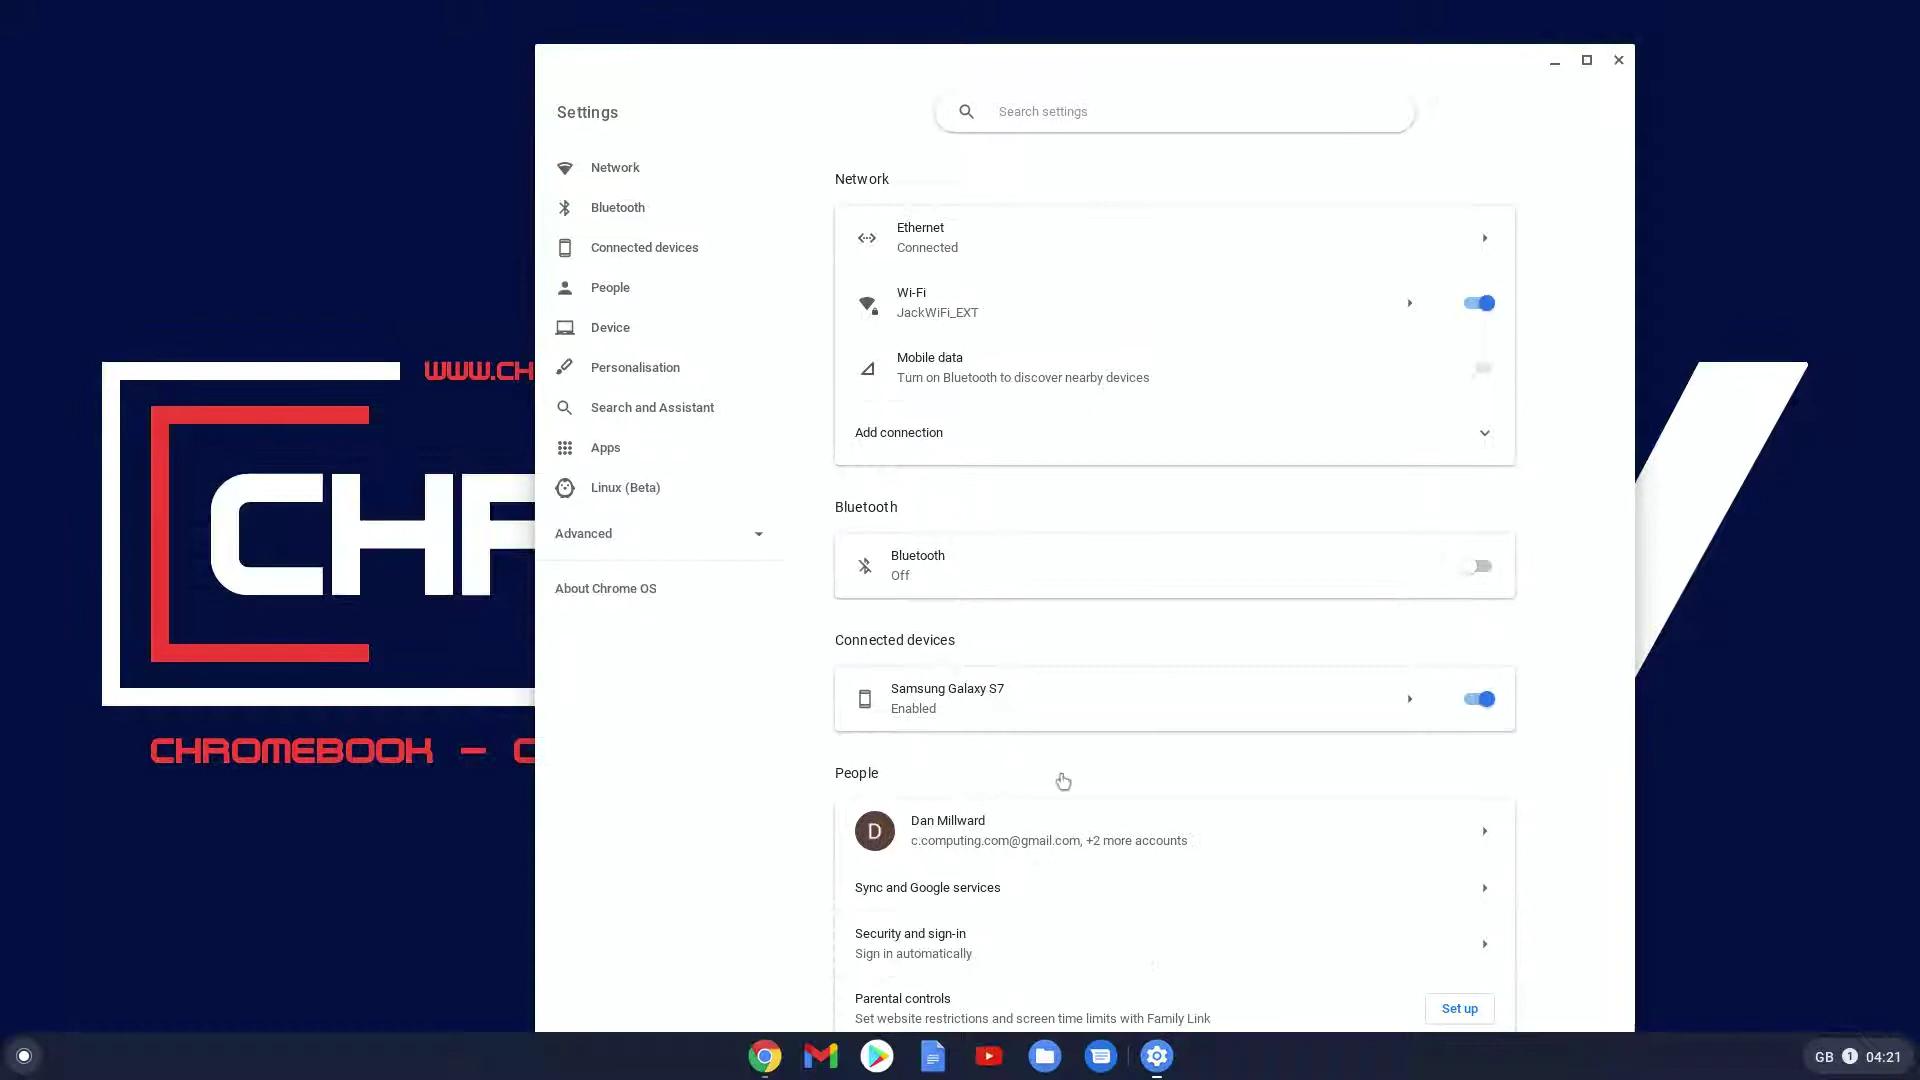 Settings
Search settings
Network
Bluetooth
Connected devices
People
Device
Personalisation
Search and Assistant
Apps
Linux (Beta)
Advanced
About Chrome OS
Network
Ethernet
Connected
Wi-Fi
JackWiFi_EXT
Mobile data
Turn on Bluetooth to discover nearby devices
Add connection
Bluetooth
Bluetooth
Off
Connected devices
Samsung Galaxy S7
Enabled
People
D
Dan Millward
c.computing.com@gmail.com, +2 more accounts
Sync and Google services
Security and sign-in
Sign in automatically
Parental controls
Set website restrictions and screen time limits with Family Link
Set up
WWW.CH
CHR
CHROMEBOOK - C
GB 1 04:21